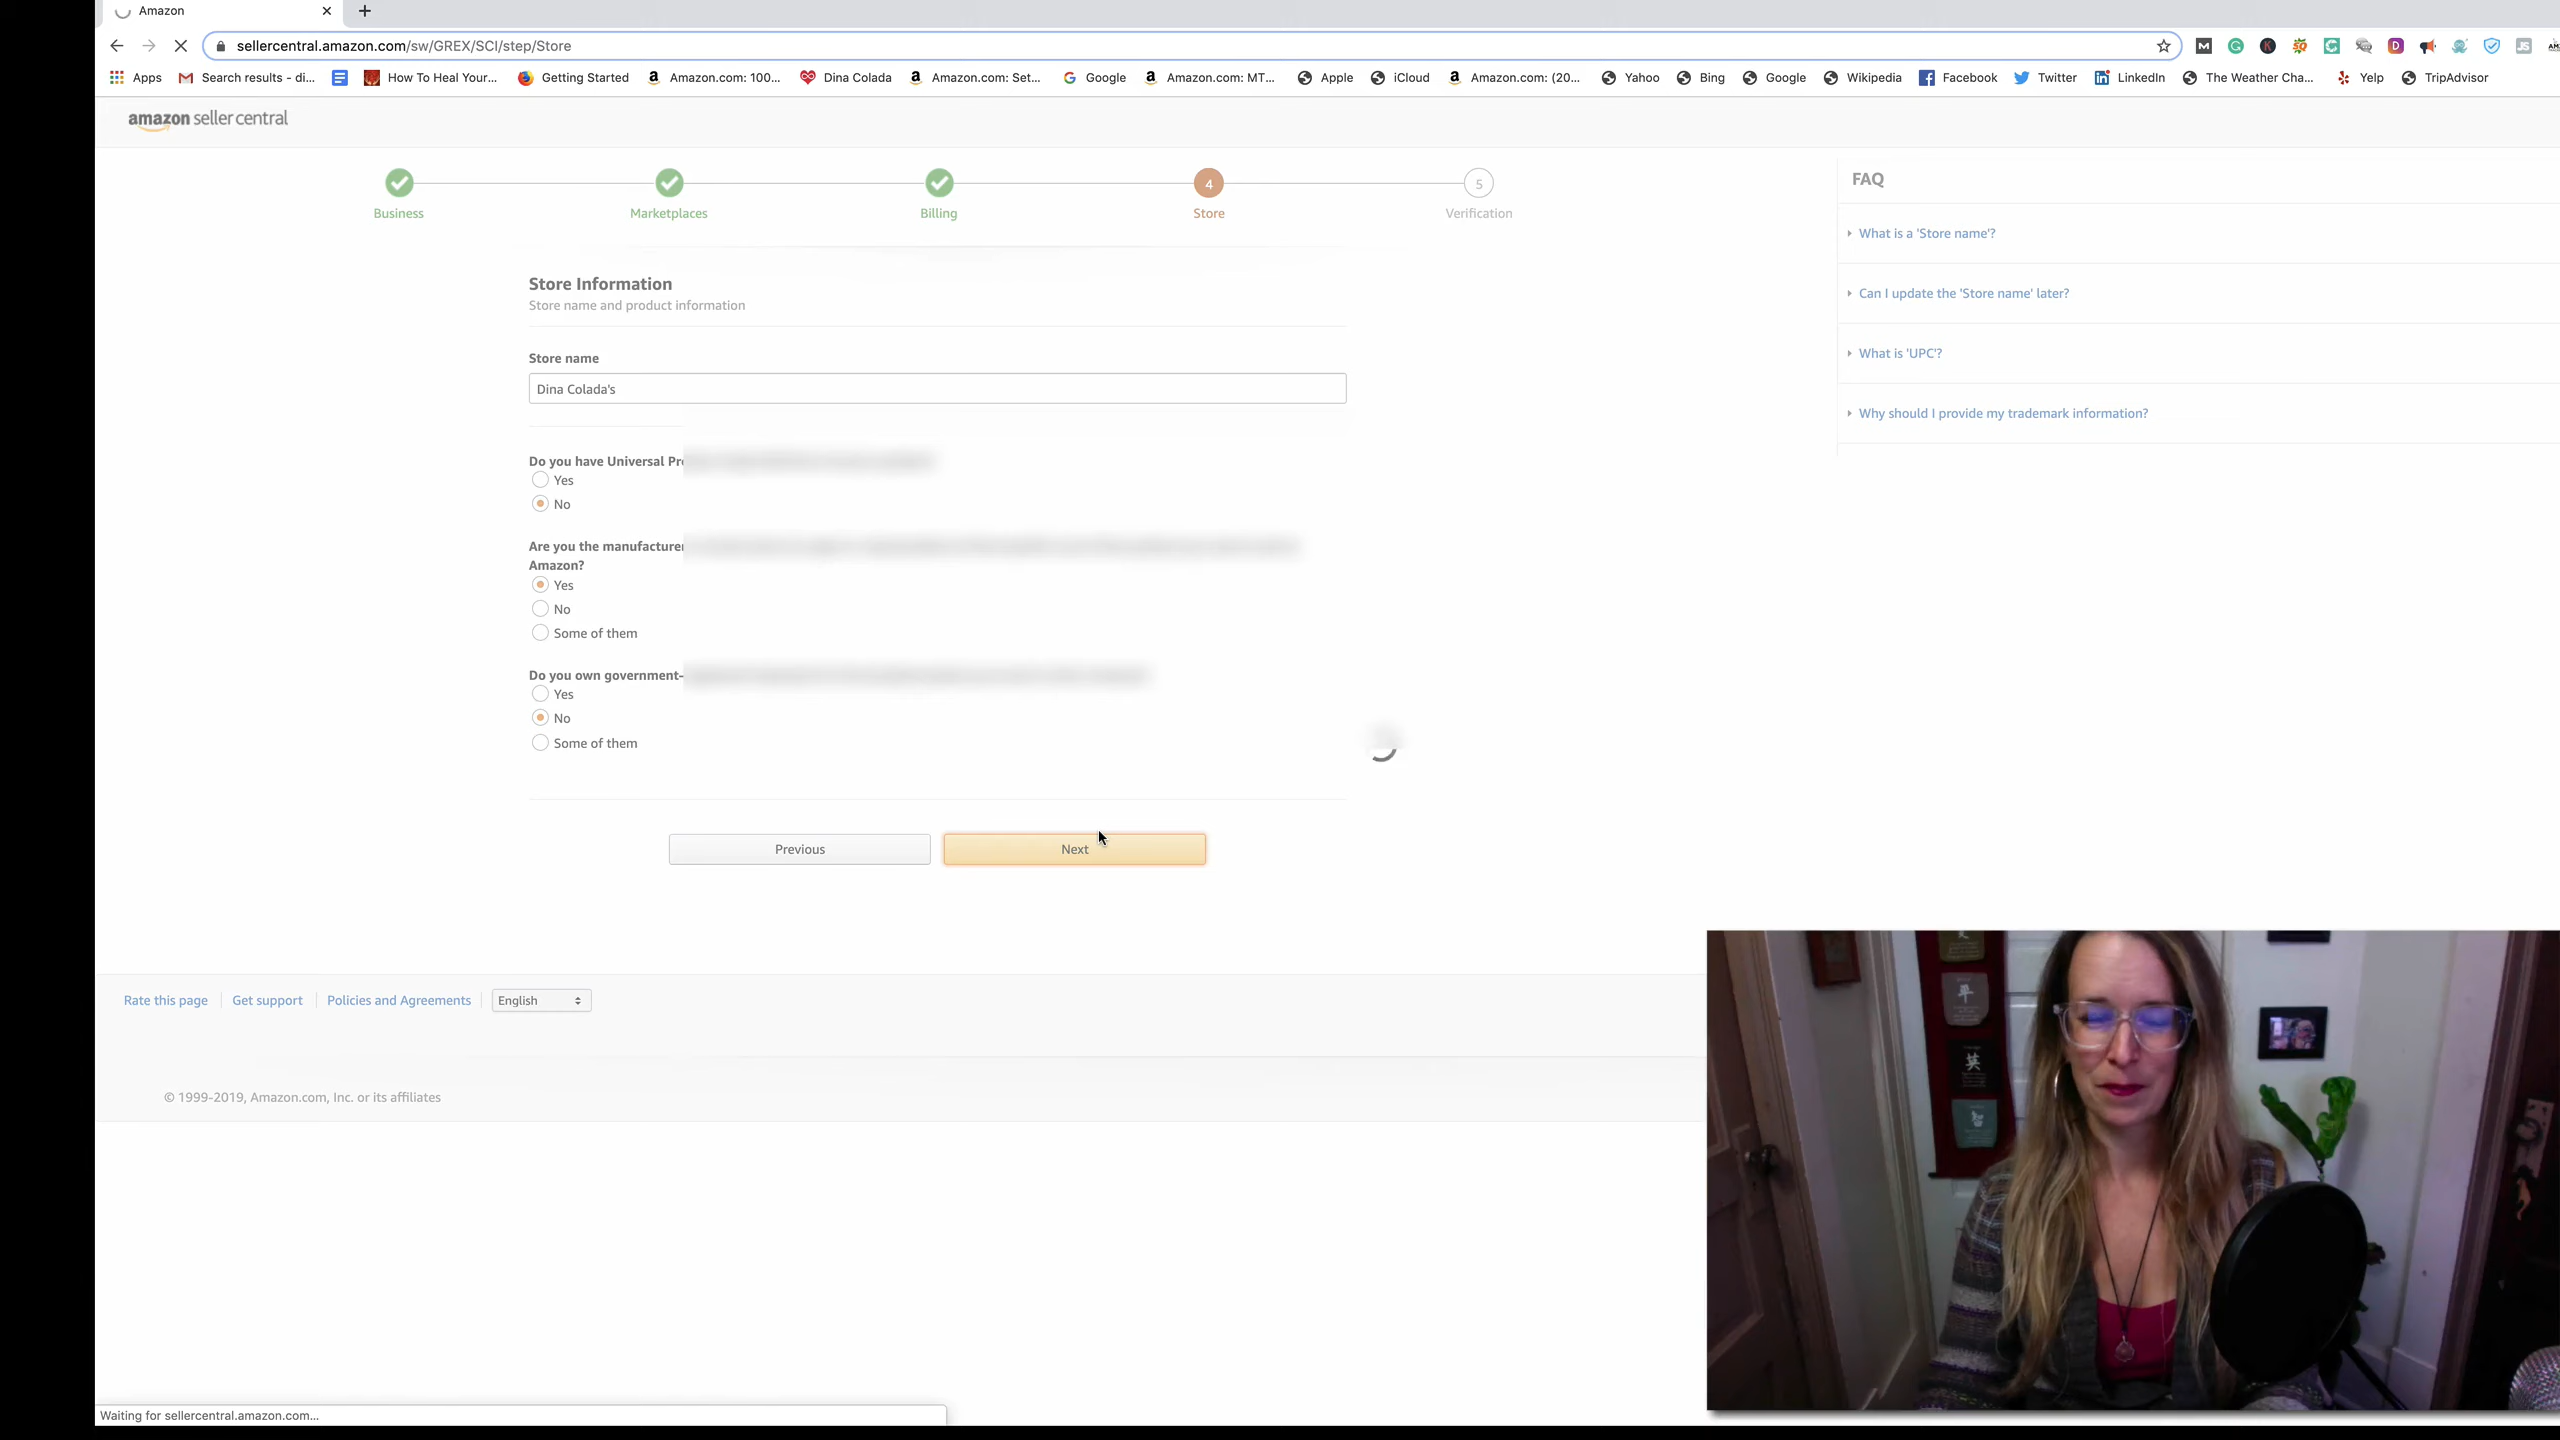 Amazon
sellercentral.amazon.com/sw/GREX/SCI/step/Store
Apps Search results - di... How To Heal Your... Getting Started Amazon.com: 100... Dina Colada Amazon.com: Set... Google Amazon.com: MT... Apple iCloud Amazon.com: (20... Yahoo Bing Google Wikipedia Facebook Twitter LinkedIn The Weather Cha... Yelp TripAdvisor
amazon seller central
4 5
Business Marketplaces Billing Store Verification
Store Information
Store name and product information
Store name
Dina Colada's
Do you have Universal
Yes
No
Are you the manufacturer
Amazon?
Yes
No
Some of them
Do you own government-
Yes
No
Some of them
Previous Next
FAQ
What is a 'Store name'?
Can I update the 'Store name' later?
What is 'UPC'?
Why should I provide my trademark information?
Rate this page Get support Policies and Agreements English
© 1999-2019, Amazon.com, Inc. or its affiliates
Waiting for sellercentral.amazon.com...
平
英